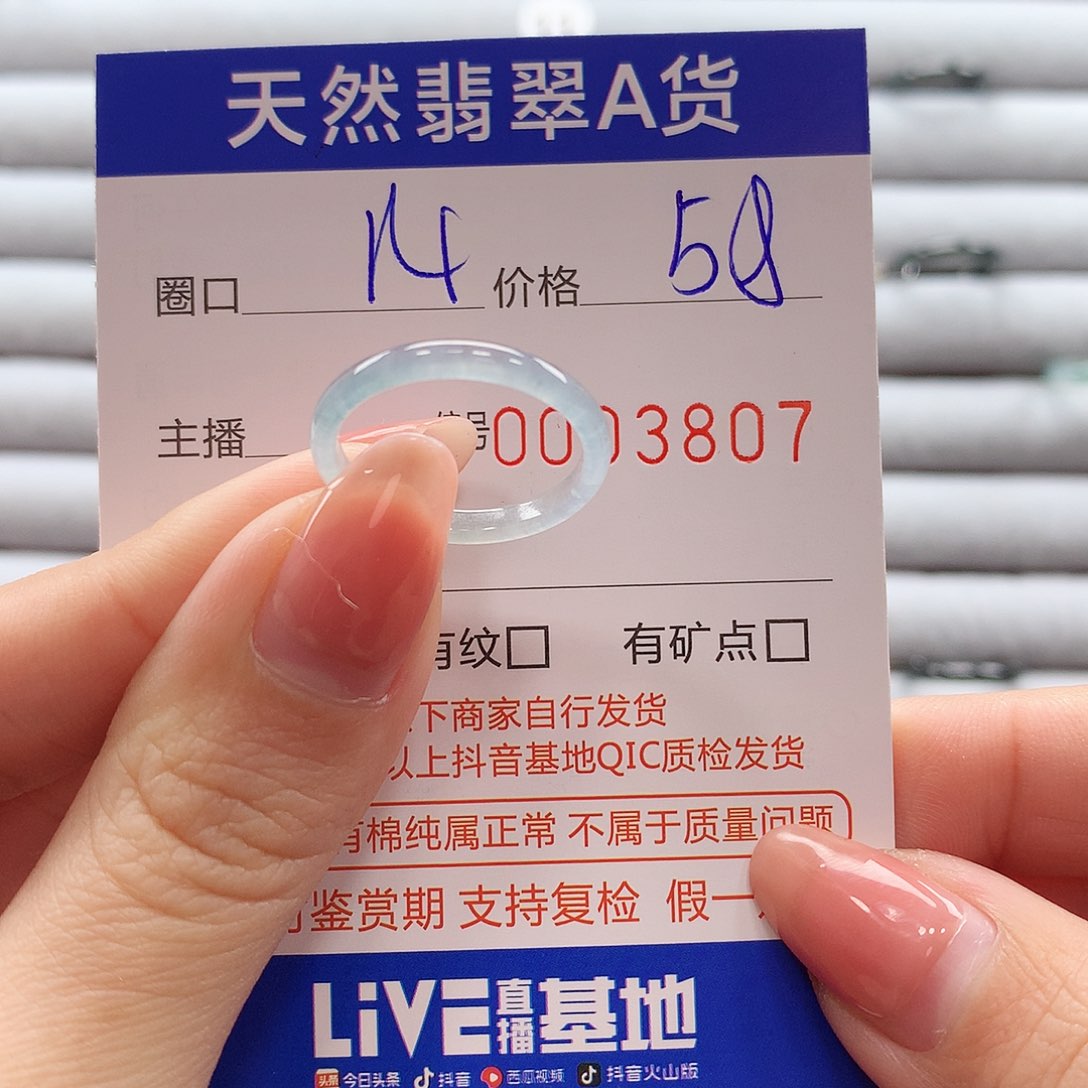 天然翡翠A货
圈口 14 价格 58
主播 编号 0003807
有纹□ 有矿点□
下商家自行发货
以上抖音基地QIC质检发货
有棉纯属正常 不属于质量问题
鉴赏期 支持复检 假一
LiVE直播基地
头条 今日头条 抖音 西瓜视频 抖音火山版